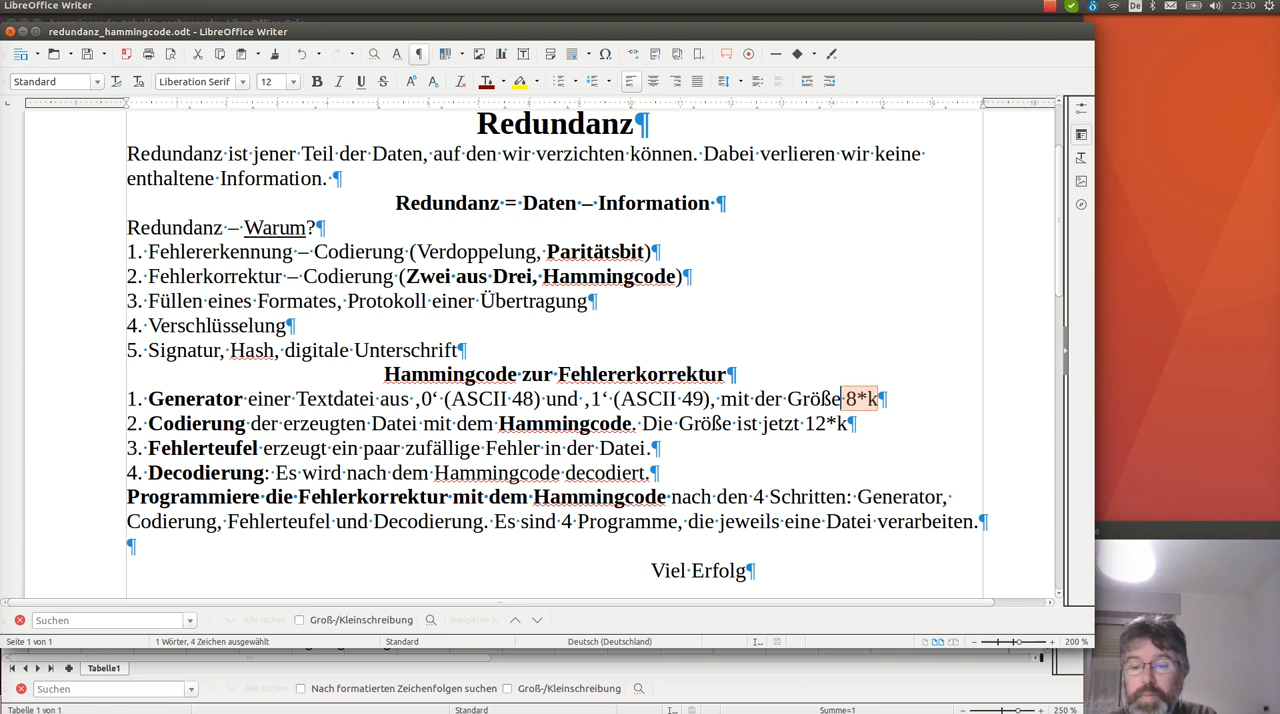 LibreOffice Writer
De
23:30
redundanz_hammingcode.odt - LibreOffice Writer
Standard
Liberation Serif
12
Redundanz¶
Redundanz·ist·jener·Teil·der·Daten,·auf·den·wir·verzichten·können.·Dabei·verlieren·wir·keine·
enthaltene·Information.·¶
Redundanz·=·Daten·–·Information·¶
Redundanz·–·Warum?¶
1.·Fehlererkennung·–·Codierung·(Verdoppelung,·Paritätsbit)¶
2.·Fehlerkorrektur·–·Codierung·(Zwei·aus·Drei,·Hammingcode)¶
3.·Füllen·eines·Formates,·Protokoll·einer·Übertragung¶
4.·Verschlüsselung¶
5.·Signatur,·Hash,·digitale·Unterschrift¶
Hammingcode·zur·Fehlererkorrektur¶
1.·Generator·einer·Textdatei·aus·‚0‘·(ASCII·48)·und·‚1‘·(ASCII·49),·mit·der·Größe·8*k¶
2.·Codierung·der·erzeugten·Datei·mit·dem·Hammingcode.·Die·Größe·ist·jetzt·12*k¶
3.·Fehlerteufel·erzeugt·ein·paar·zufällige·Fehler·in·der·Datei.¶
4.·Decodierung:·Es·wird·nach·dem·Hammingcode·decodiert.¶
Programmiere·die·Fehlerkorrektur·mit·dem·Hammingcode·nach·den·4·Schritten:·Generator,·
Codierung,·Fehlerteufel·und·Decodierung.·Es·sind·4·Programme,·die·jeweils·eine·Datei·verarbeiten.¶
¶
Viel·Erfolg¶
Suchen
Alle suchen
Groß-/Kleinschreibung
Navigieren zu
Seite 1 von 1
1 Wörter, 4 Zeichen ausgewählt
Standard
Deutsch (Deutschland)
200 %
Tabelle1
Suchen
Alle suchen
Nach formatierten Zeichenfolgen suchen
Groß-/Kleinschreibung
Tabelle 1 von 1
Standard
Summe=1
250 %